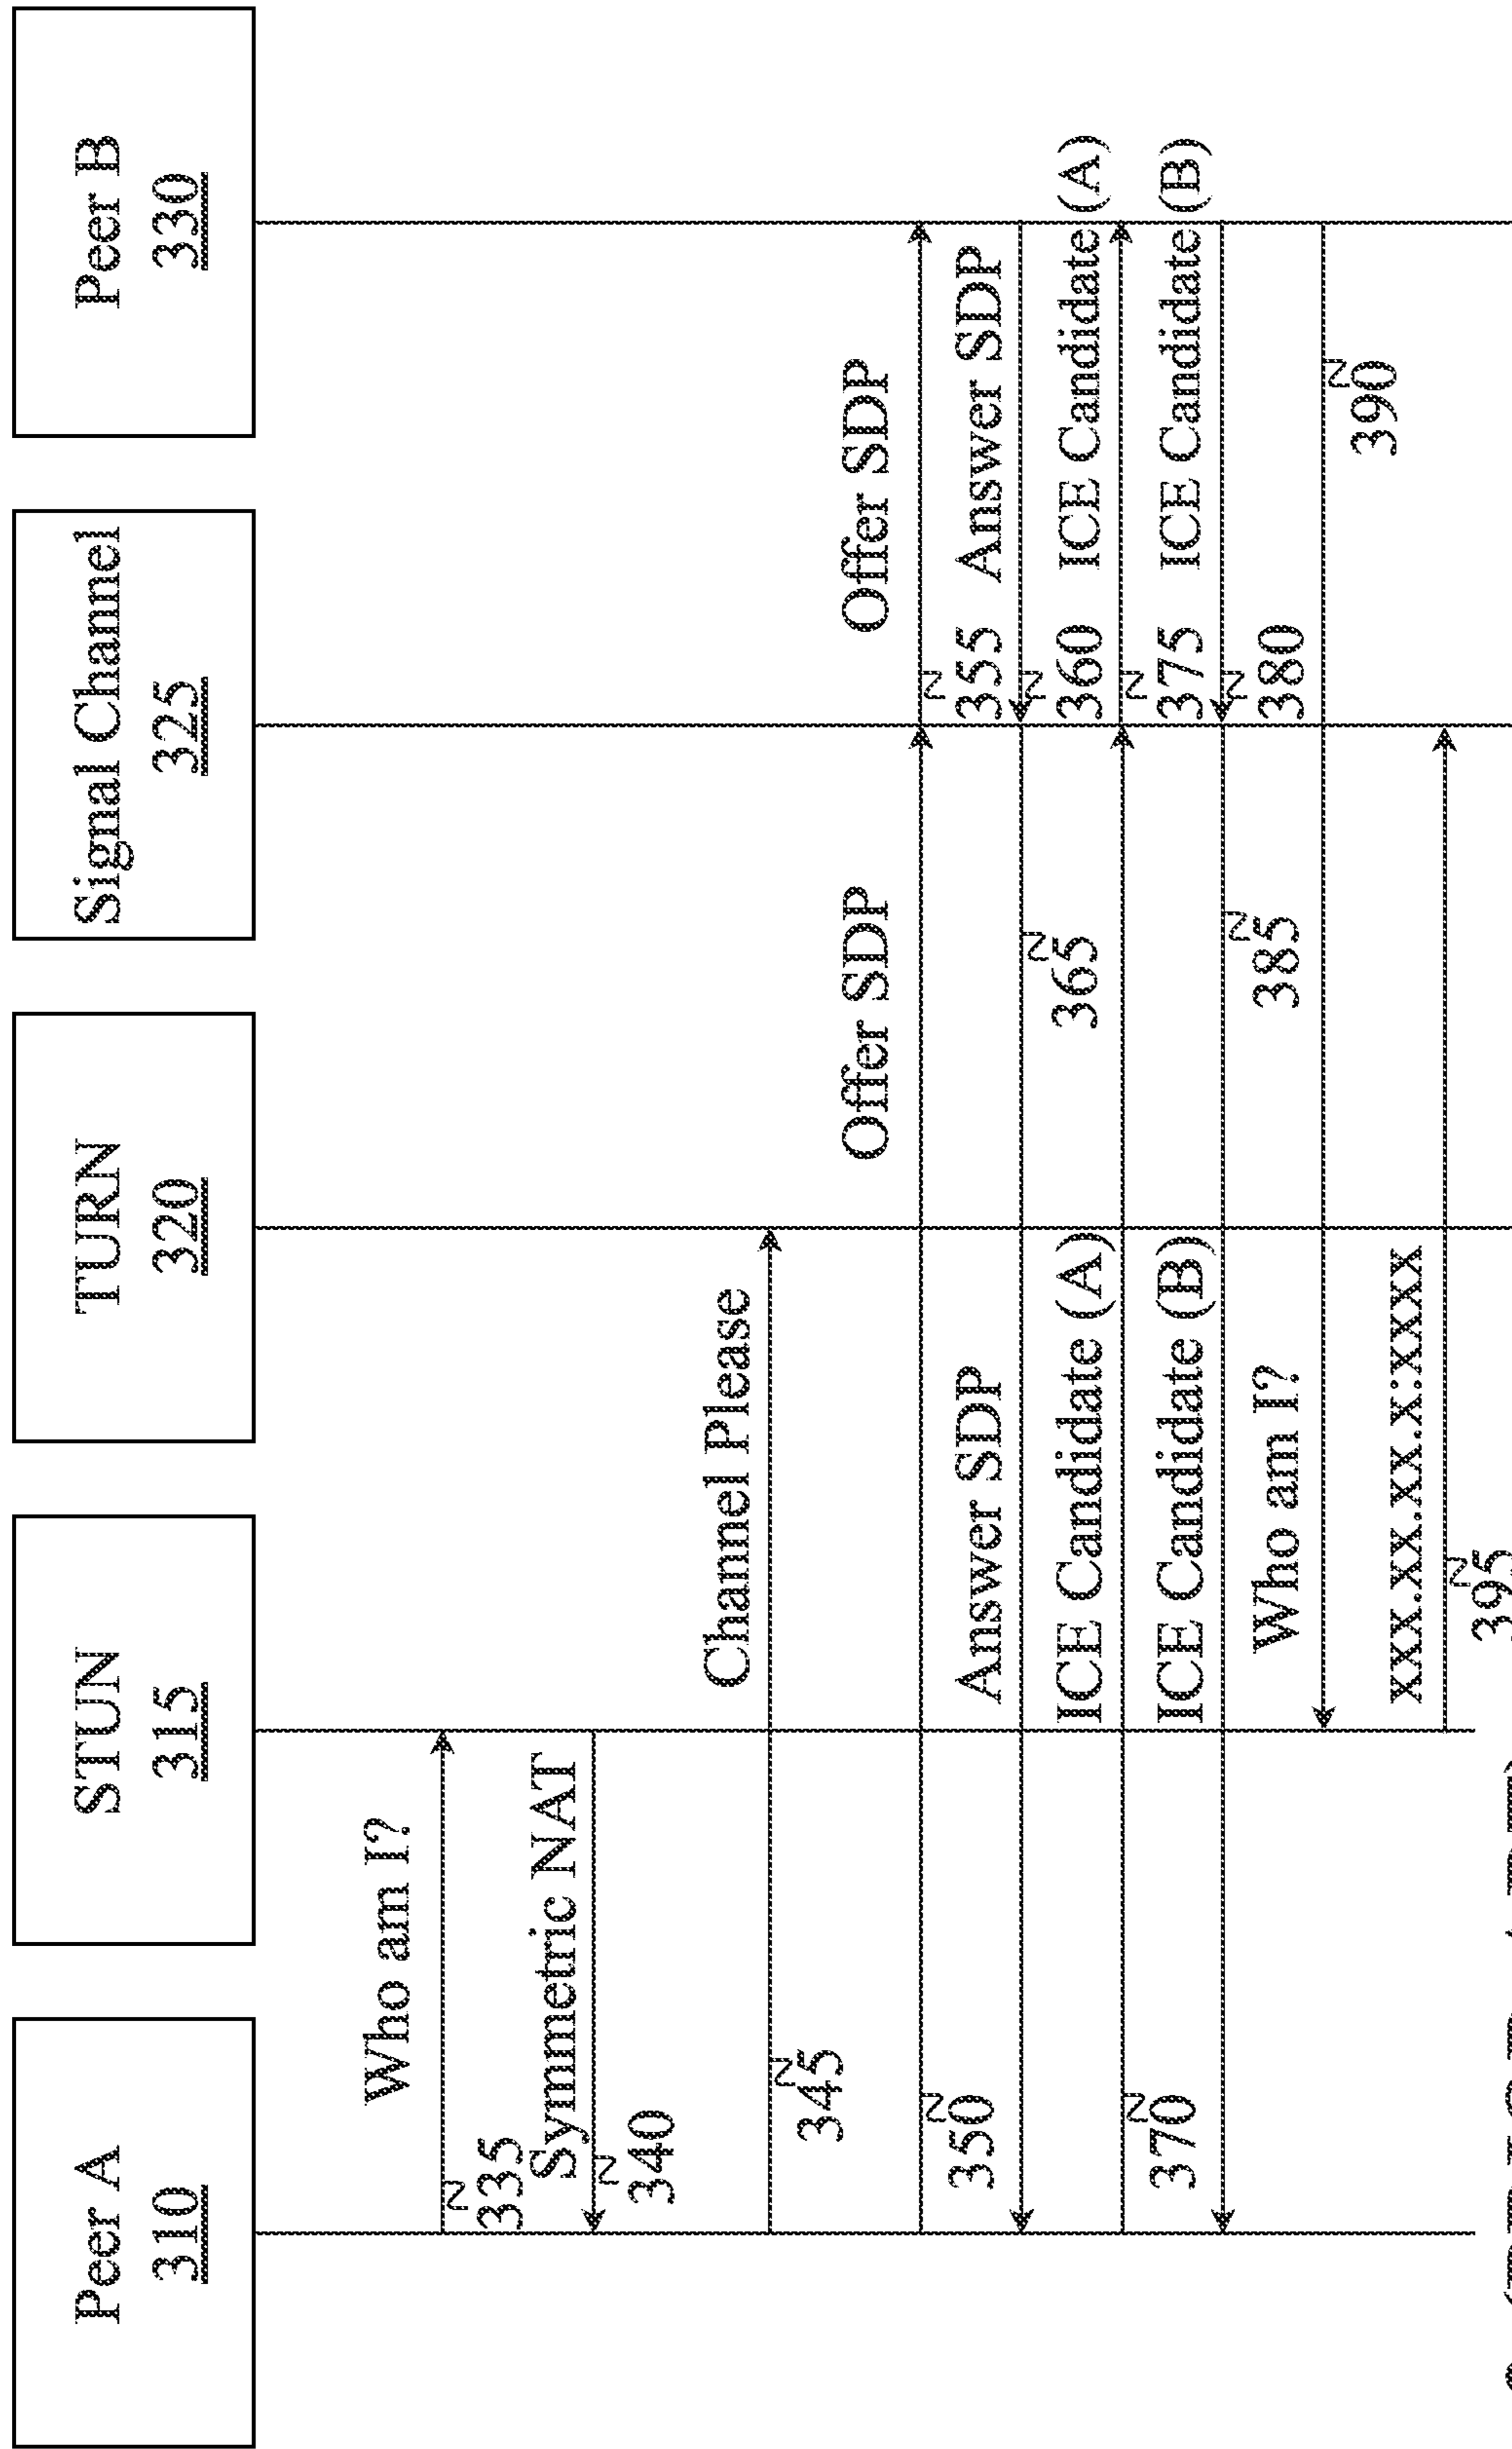 Peer A
310
STUN
315
TURN
320
Signal Channel
325
Peer B
330
Who am I?
335
Symmetric NAT
340
Channel Please
345
Offer SDP
Offer SDP
350
355
Answer SDP
Answer SDP
365
360
ICE Candidate (A)
ICE Candidate (A)
370
375
ICE Candidate (B)
ICE Candidate (B)
385
380
Who am I?
390
XXX.XX.XX.XX.X:XXXX
395